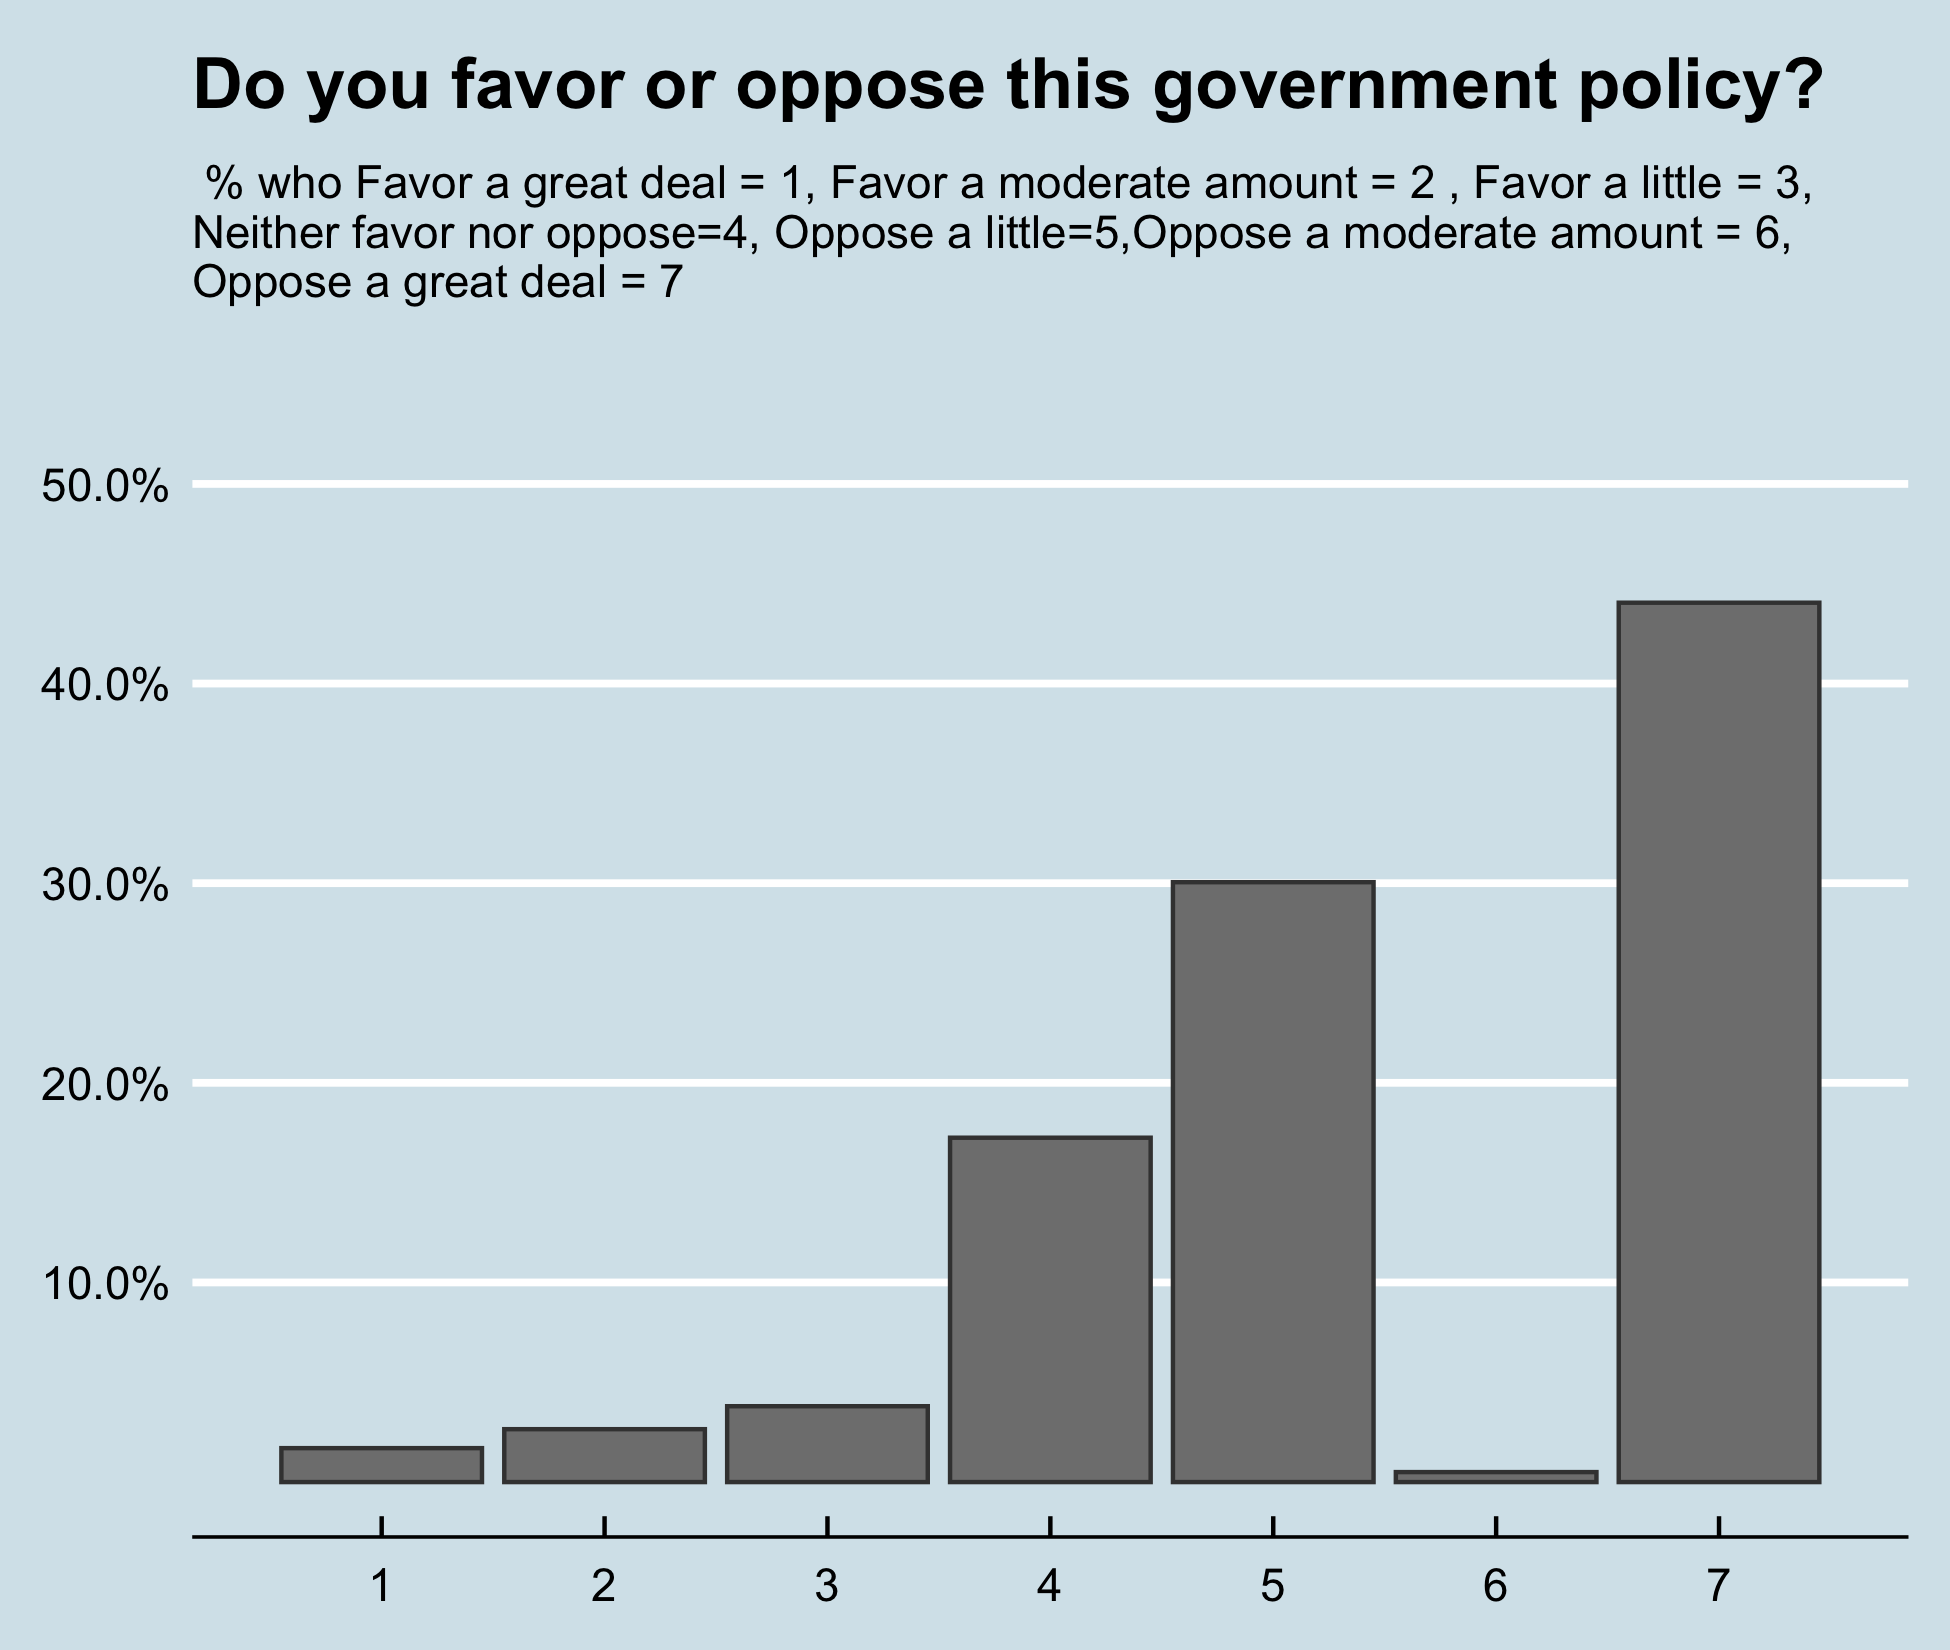 Do you favor or oppose this government policy?
% who Favor a great deal = 1, Favor a moderate amount = 2 , Favor a little = 3,
Neither favor nor oppose=4, Oppose a little=5,Oppose a moderate amount = 6,
Oppose a great deal = 7
50.0%
40.0%
30.0%
20.0%
10.0%
1 2 3 4 5 6 7